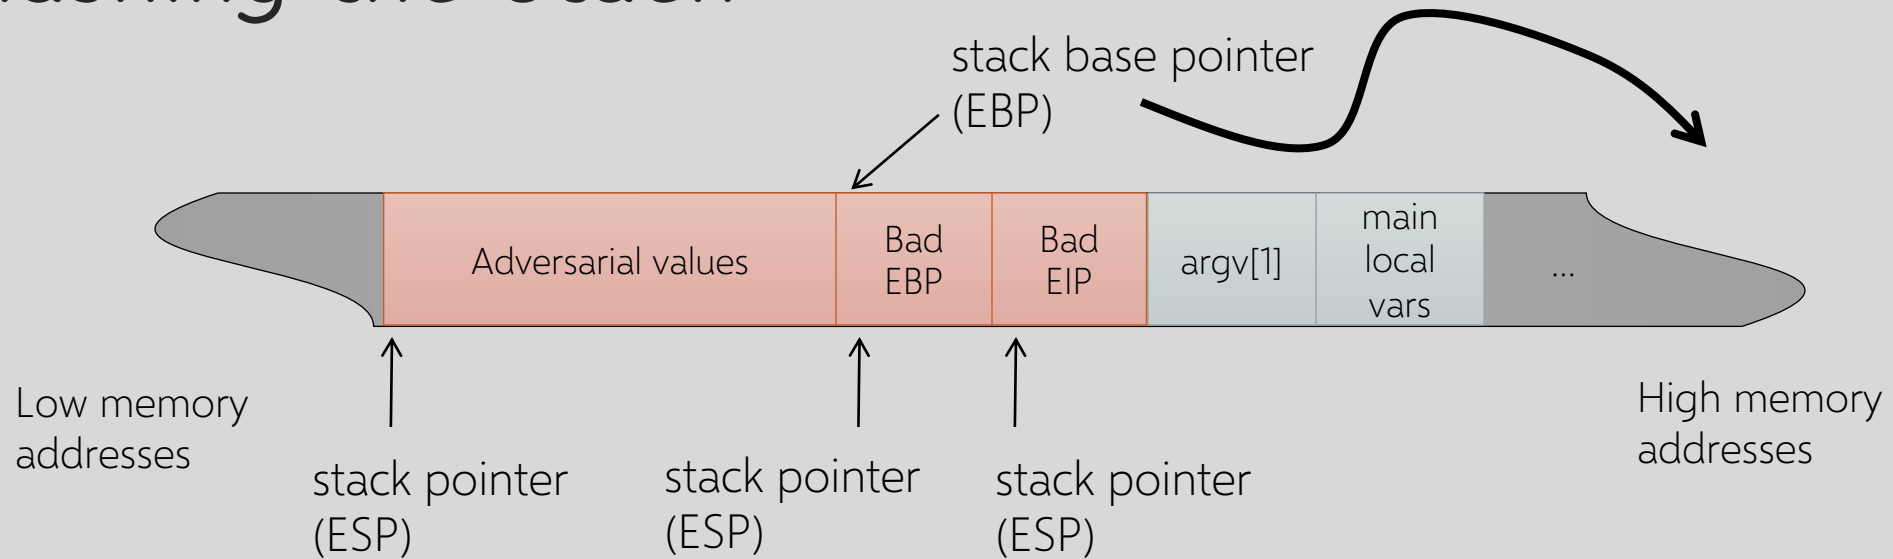 the
stack base pointer
(EBP)
Adversarial values
Bad
EBP
Bad
EIP
argv[1]
main
local
vars
...
Low memory
addresses
High memory
addresses
stack pointer
(ESP)
stack pointer
(ESP)
stack pointer
(ESP)